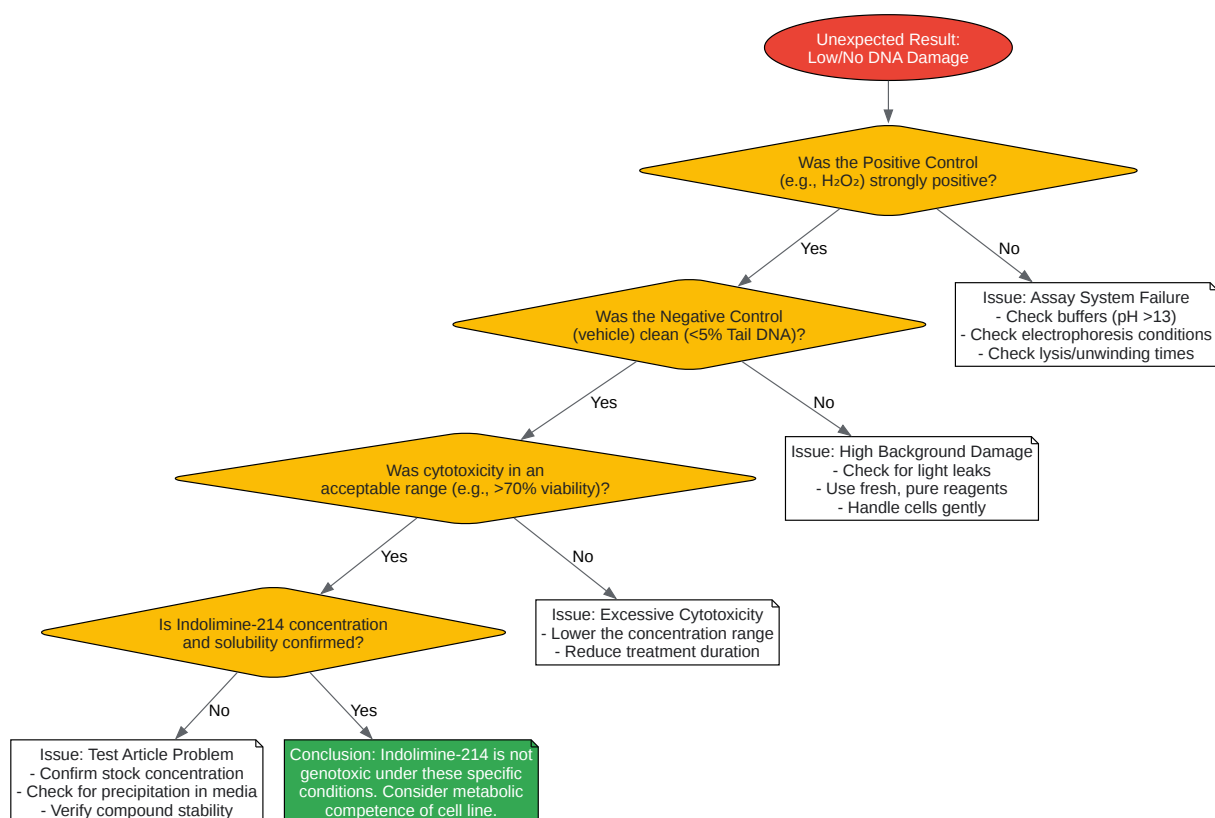 Unexpected Result:
Low/No DNA Damage
Was the Positive Control
(e.g., H₂O₂) strongly positive?
Yes
No
Was the Negative Control
(vehicle) clean (<5% Tail DNA)?
Issue: Assay System Failure
- Check buffers (pH >13)
- Check electrophoresis conditions
- Check lysis/unwinding times
Yes
No
Was cytotoxicity in an
acceptable range (e.g., >70% viability)?
Issue: High Background Damage
- Check for light leaks
- Use fresh, pure reagents
- Handle cells gently
Yes
No
Is Indolimine-214 concentration
and solubility confirmed?
Issue: Excessive Cytotoxicity
- Lower the concentration range
- Reduce treatment duration
No
Yes
Issue: Test Article Problem
- Confirm stock concentration
- Check for precipitation in media
- Verify compound stability
Conclusion: Indolimine-214 is not
genotoxic under these specific
conditions. Consider metabolic
competence of cell line.